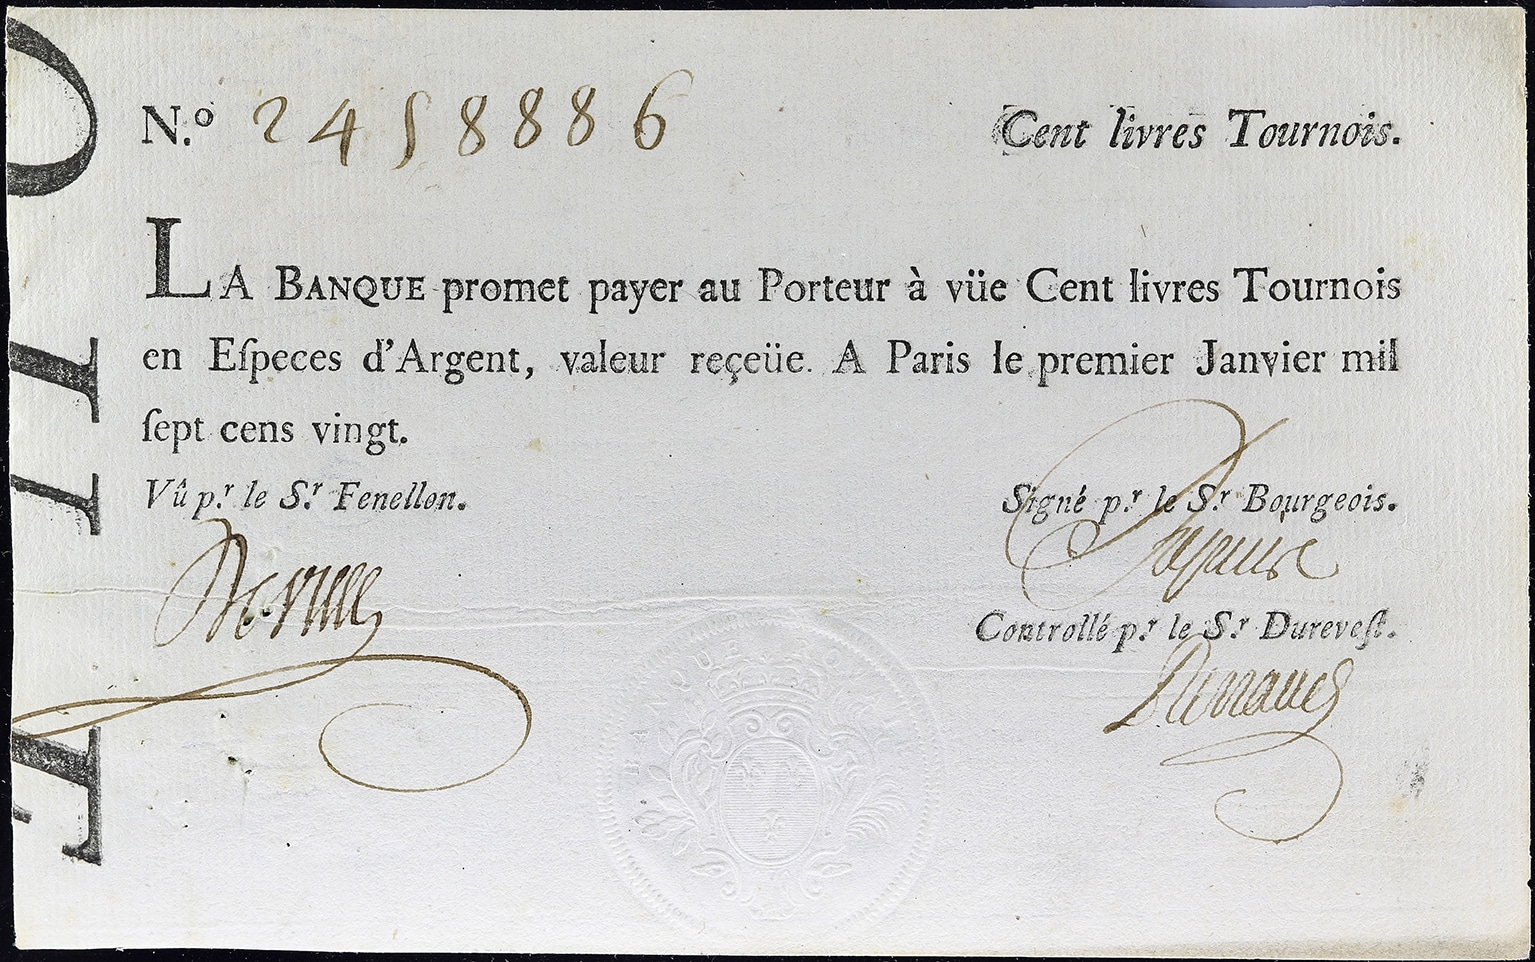 N.º 2458886 Cent livres Tournois.
LA BANQUE promet payer au Porteur à vüe Cent livres Tournois
en Eſpeces d'Argent, valeur reçeüe. A Paris le premier Janvier mil
ſept cens vingt.
Vû p.r le S.r Fenellon. Signé p.r le S.r Bourgeois.
Controllé p.r le S.r Dureveſt.